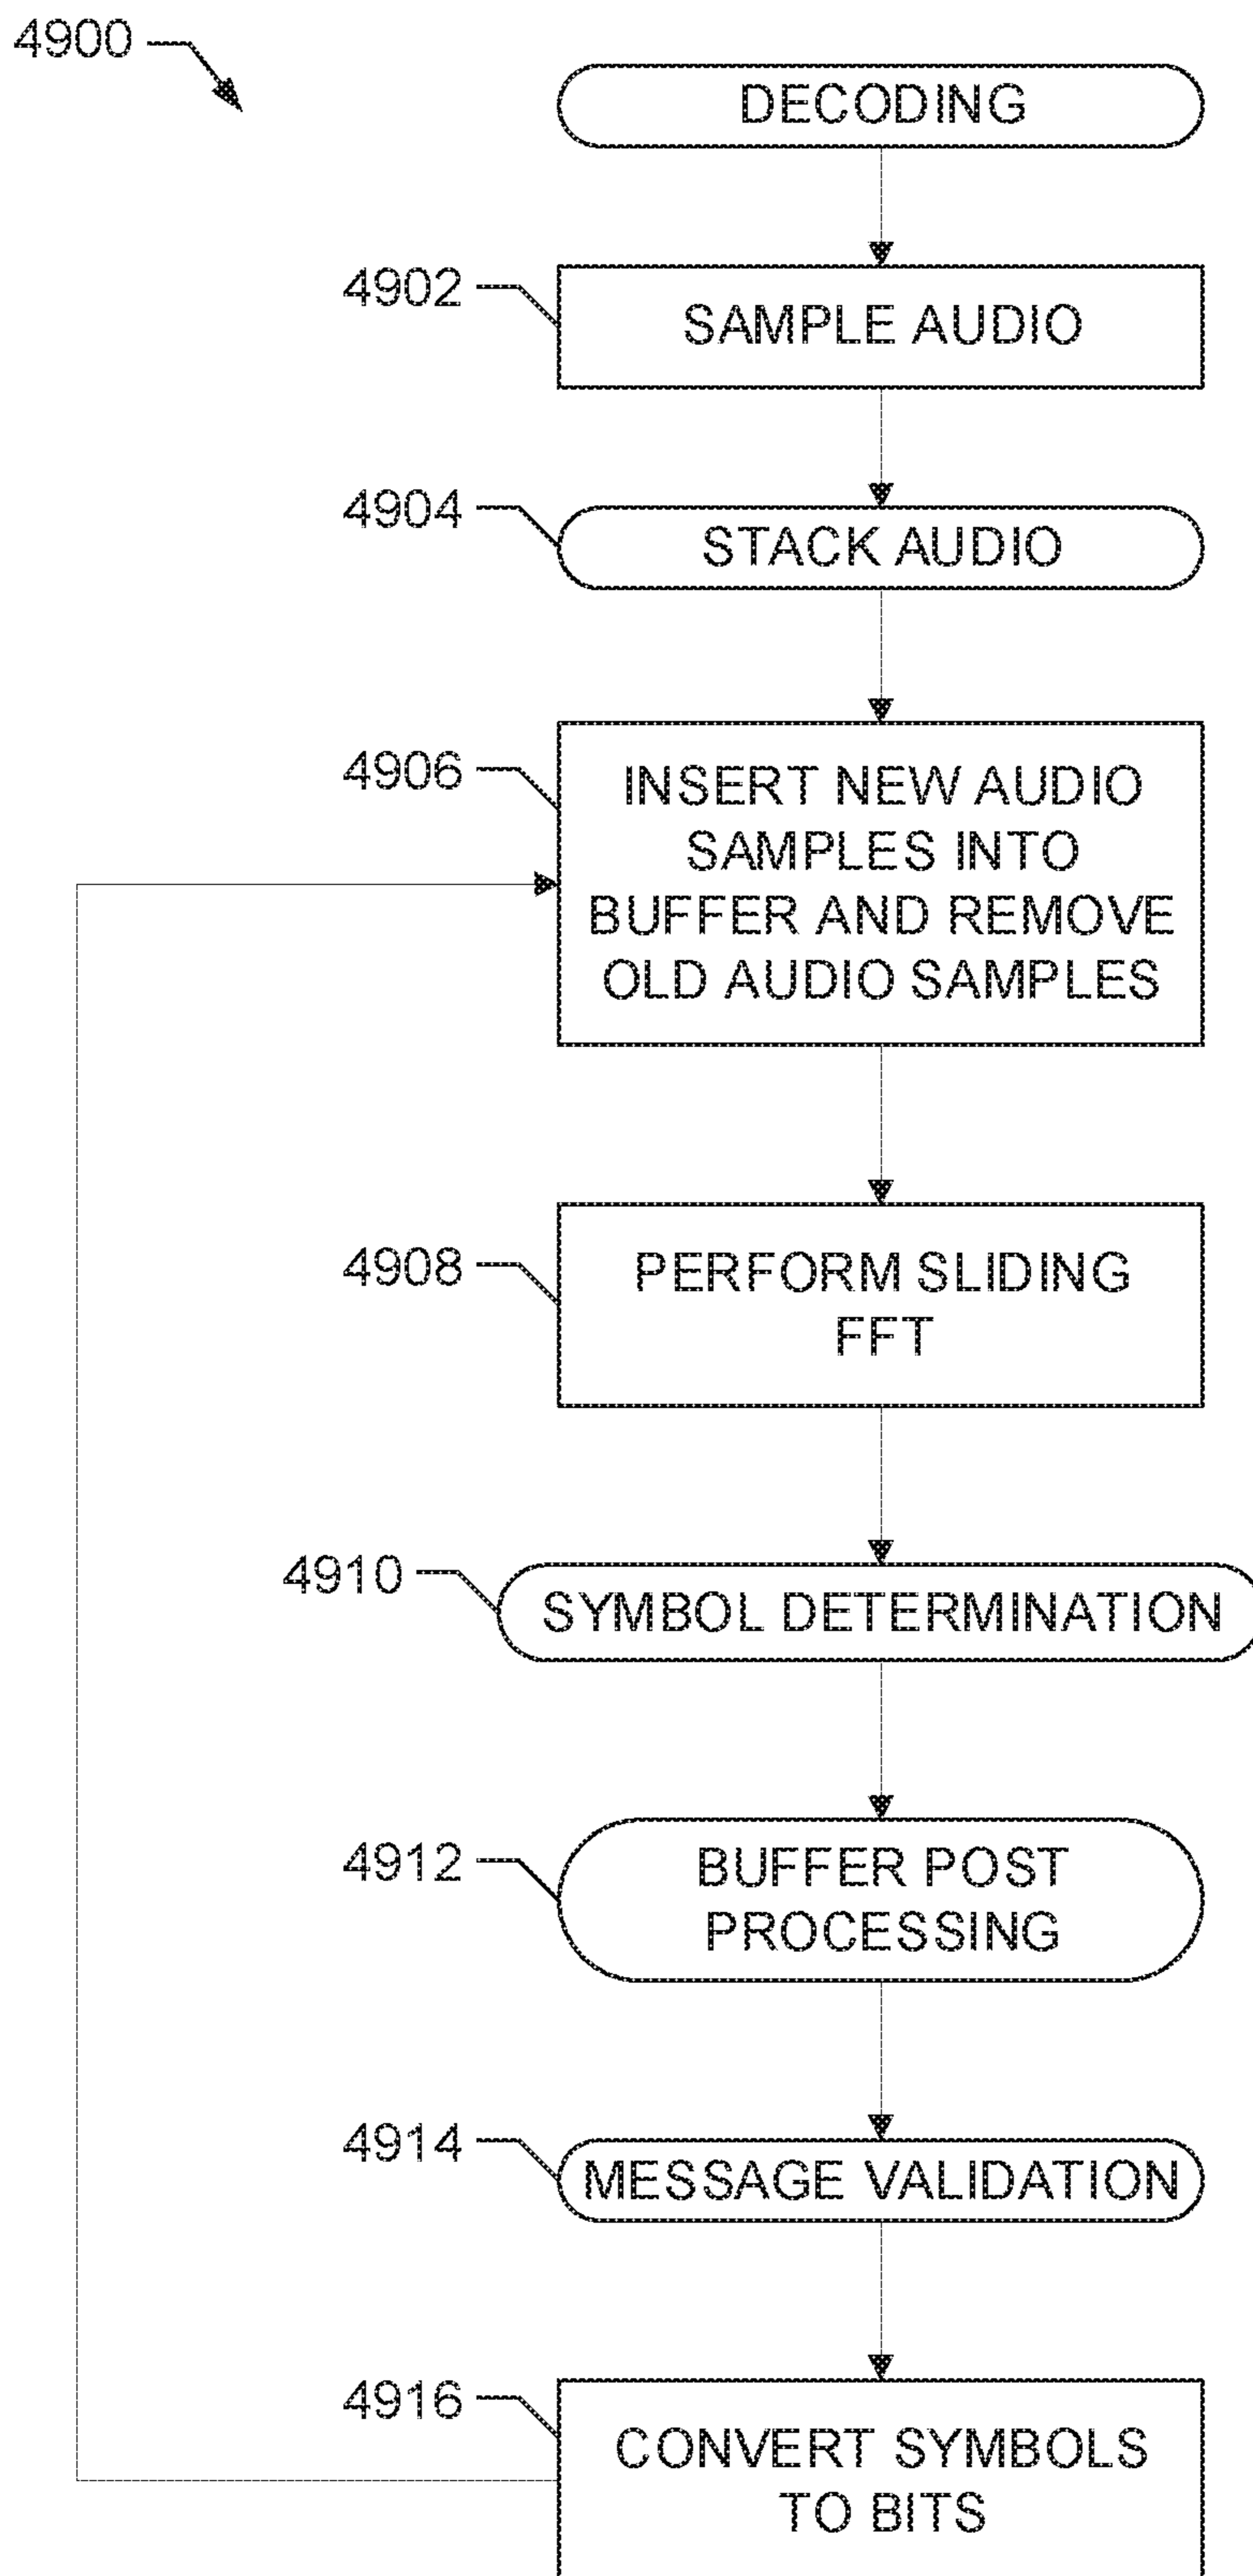 4900
DECODING
4902
SAMPLE AUDIO
4904
STACK AUDIO
4906
INSERT NEW AUDIO
SAMPLES INTO
BUFFER AND REMOVE
OLD AUDIO SAMPLES
4908
PERFORM SLIDING
FFT
4910
SYMBOL DETERMINATION
4912
BUFFER POST
PROCESSING
4914
MESSAGE VALIDATION
4916
CONVERT SYMBOLS
TO BITS